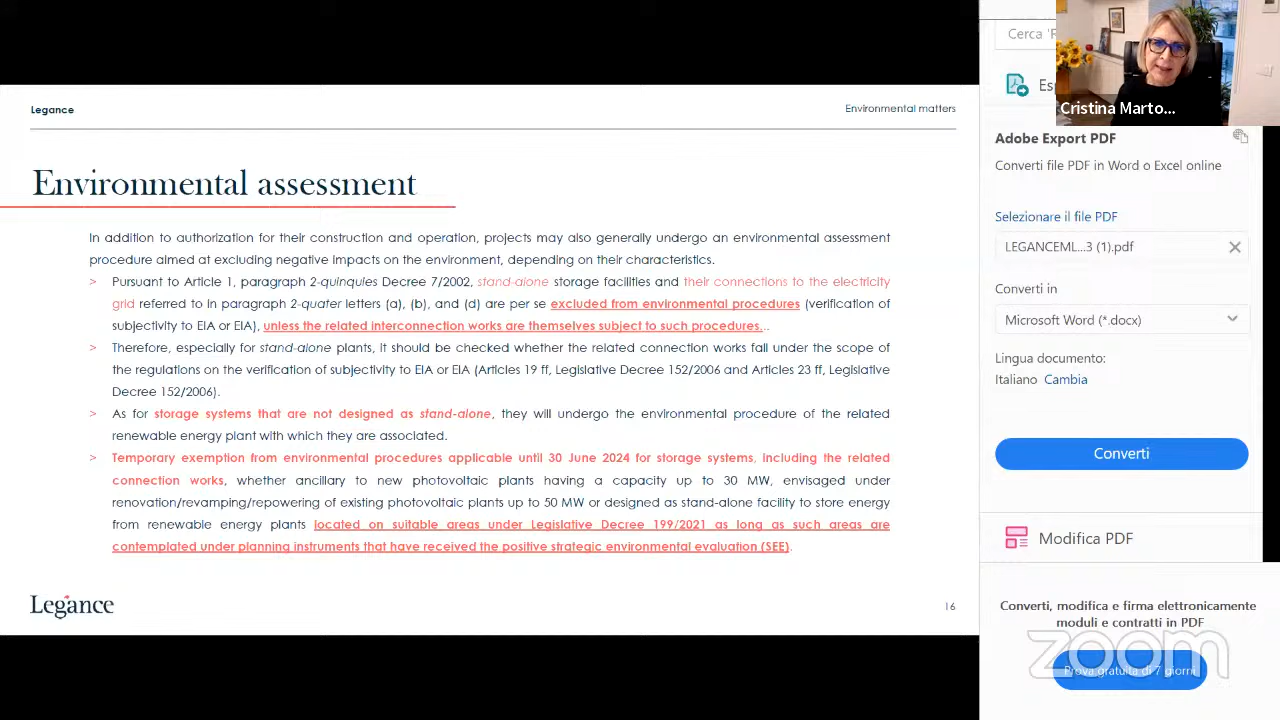 Legance
Environmental matters
Environmental assessment
In addition to authorization for their construction and operation, projects may also generally undergo an environmental assessment
procedure aimed at excluding negative impacts on the environment, depending on their characteristics.
> Pursuant to Article 1, paragraph 2-quinquies Decree 7/2002, stand-alone storage facilities and their connections to the electricity
grid referred to in paragraph 2-quater letters (a), (b), and (d) are per se excluded from environmental procedures (verification of
subjectivity to EIA or EIA), unless the related interconnection works are themselves subject to such procedures...
> Therefore, especially for stand-alone plants, it should be checked whether the related connection works fall under the scope of
the regulations on the verification of subjectivity to EIA or EIA (Articles 19 ff, Legislative Decree 152/2006 and Articles 23 ff, Legislative
Decree 152/2006).
> As for storage systems that are not designed as stand-alone, they will undergo the environmental procedure of the related
renewable energy plant with which they are associated.
> Temporary exemption from environmental procedures applicable until 30 June 2024 for storage systems, including the related
connection works, whether ancillary to new photovoltaic plants having a capacity up to 30 MW, envisaged under
renovation/revamping/repowering of existing photovoltaic plants up to 50 MW or designed as stand-alone facility to store energy
from renewable energy plants located on suitable areas under Legislative Decree 199/2021 as long as such areas are
contemplated under planning instruments that have received the positive strategic environmental evaluation (SEE).
Legance
16
Cerca 'R
Es
Cristina Marto...
Adobe Export PDF
Converti file PDF in Word o Excel online
Selezionare il file PDF
LEGANCEML...3 (1).pdf
Converti in
Microsoft Word (*.docx)
Lingua documento:
Italiano Cambia
Converti
Modifica PDF
Converti, modifica e firma elettronicamente
moduli e contratti in PDF
zoom
Prova gratuita di 7 giorni